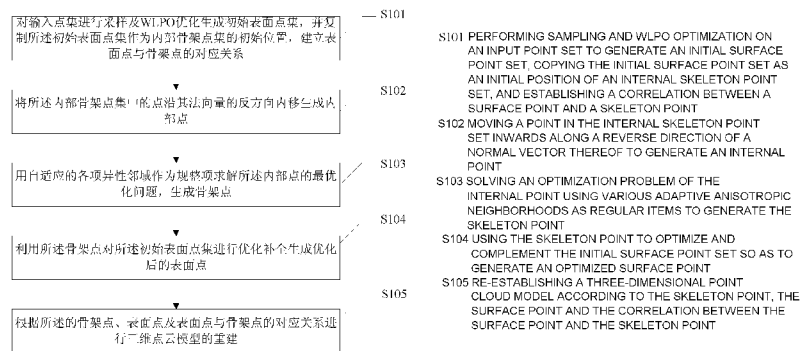 对输入点集进行采样及WLPO优化生成初始表面点集，并复
制所述初始表面点集作为内部骨架点集的初始位置，建立表
面点与骨架点的对应关系
S101
将所述内部骨架点集中的点沿其法向量的反方向内移生成内
部点
S102
用自适应的各项异性邻域作为规整项求解所述内部点的最优
化问题，生成骨架点
S103
利用所述骨架点对所述初始表面点集进行优化补全生成优化
后的表面点
S104
根据所述的骨架点、表面点及表面点与骨架点的对应关系进
行三维点云模型的重建
S105
S101 PERFORMING SAMPLING AND WLPO OPTIMIZATION ON
AN INPUT POINT SET TO GENERATE AN INITIAL SURFACE
POINT SET, COPYING THE INITIAL SURFACE POINT SET AS
AN INITIAL POSITION OF AN INTERNAL SKELETON POINT
SET, AND ESTABLISHING A CORRELATION BETWEEN A
SURFACE POINT AND A SKELETON POINT
S102 MOVING A POINT IN THE INTERNAL SKELETON POINT
SET INWARDS ALONG A REVERSE DIRECTION OF A
NORMAL VECTOR THEREOF TO GENERATE AN INTERNAL
POINT
S103 SOLVING AN OPTIMIZATION PROBLEM OF THE
INTERNAL POINT USING VARIOUS ADAPTIVE ANISOTROPIC
NEIGHBORHOODS AS REGULAR ITEMS TO GENERATE THE
SKELETON POINT
S104 USING THE SKELETON POINT TO OPTIMIZE AND
COMPLEMENT THE INITIAL SURFACE POINT SET SO AS TO
GENERATE AN OPTIMIZED SURFACE POINT
S105 RE-ESTABLISHING A THREE-DIMENSIONAL POINT
CLOUD MODEL ACCORDING TO THE SKELETON POINT, THE
SURFACE POINT AND THE CORRELATION BETWEEN THE
SURFACE POINT AND THE SKELETON POINT